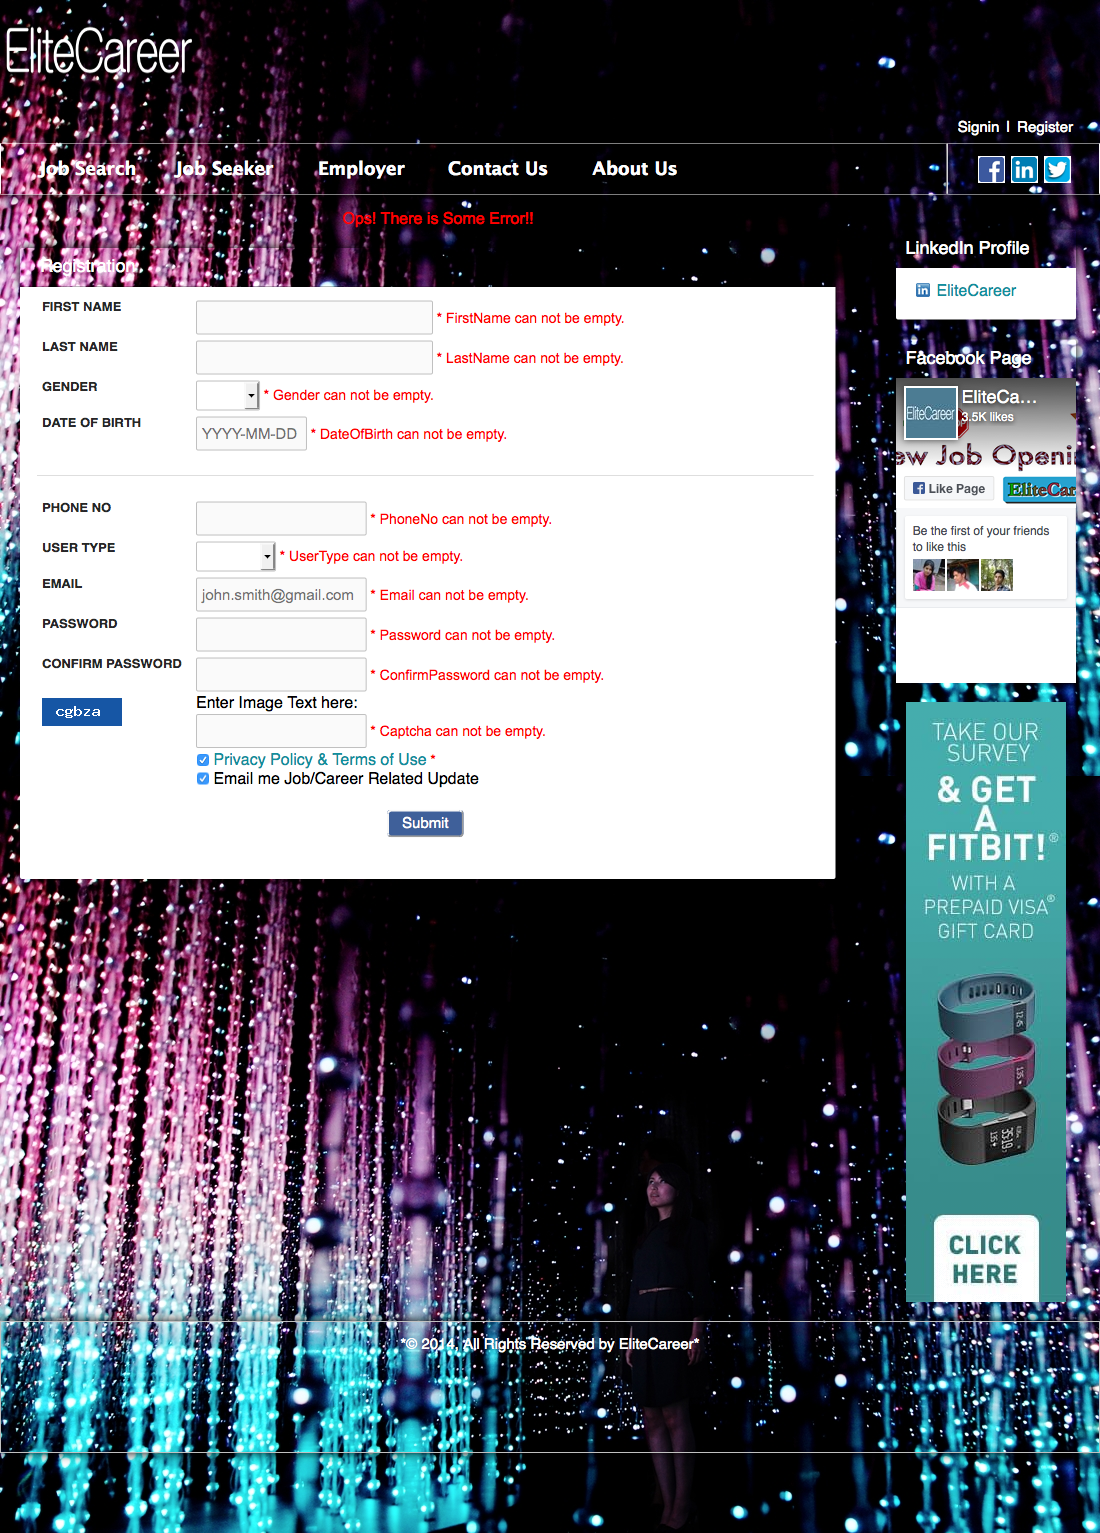 EliteCareer
Signin | Register
Job Search Job Seeker Employer Contact Us About Us
Ops! There is Some Error!!
Registration
FIRST NAME * FirstName can not be empty.
LAST NAME * LastName can not be empty.
GENDER * Gender can not be empty.
DATE OF BIRTH YYYY-MM-DD * DateOfBirth can not be empty.
PHONE NO * PhoneNo can not be empty.
USER TYPE * UserType can not be empty.
EMAIL john.smith@gmail.com * Email can not be empty.
PASSWORD * Password can not be empty.
CONFIRM PASSWORD * ConfirmPassword can not be empty.
cgbza
Enter Image Text here:
* Captcha can not be empty.
Privacy Policy & Terms of Use *
Email me Job/Career Related Update
Submit
LinkedIn Profile
EliteCareer
Facebook Page
EliteCareer
EliteCa...
3.5K likes
ew Job Openi
Like Page
EliteCar
Be the first of your friends
to like this
TAKE OUR
SURVEY
& GET
A
FITBIT!®
WITH A
PREPAID VISA®
GIFT CARD
CLICK
HERE
*© 2014, All Rights Reserved by EliteCareer*